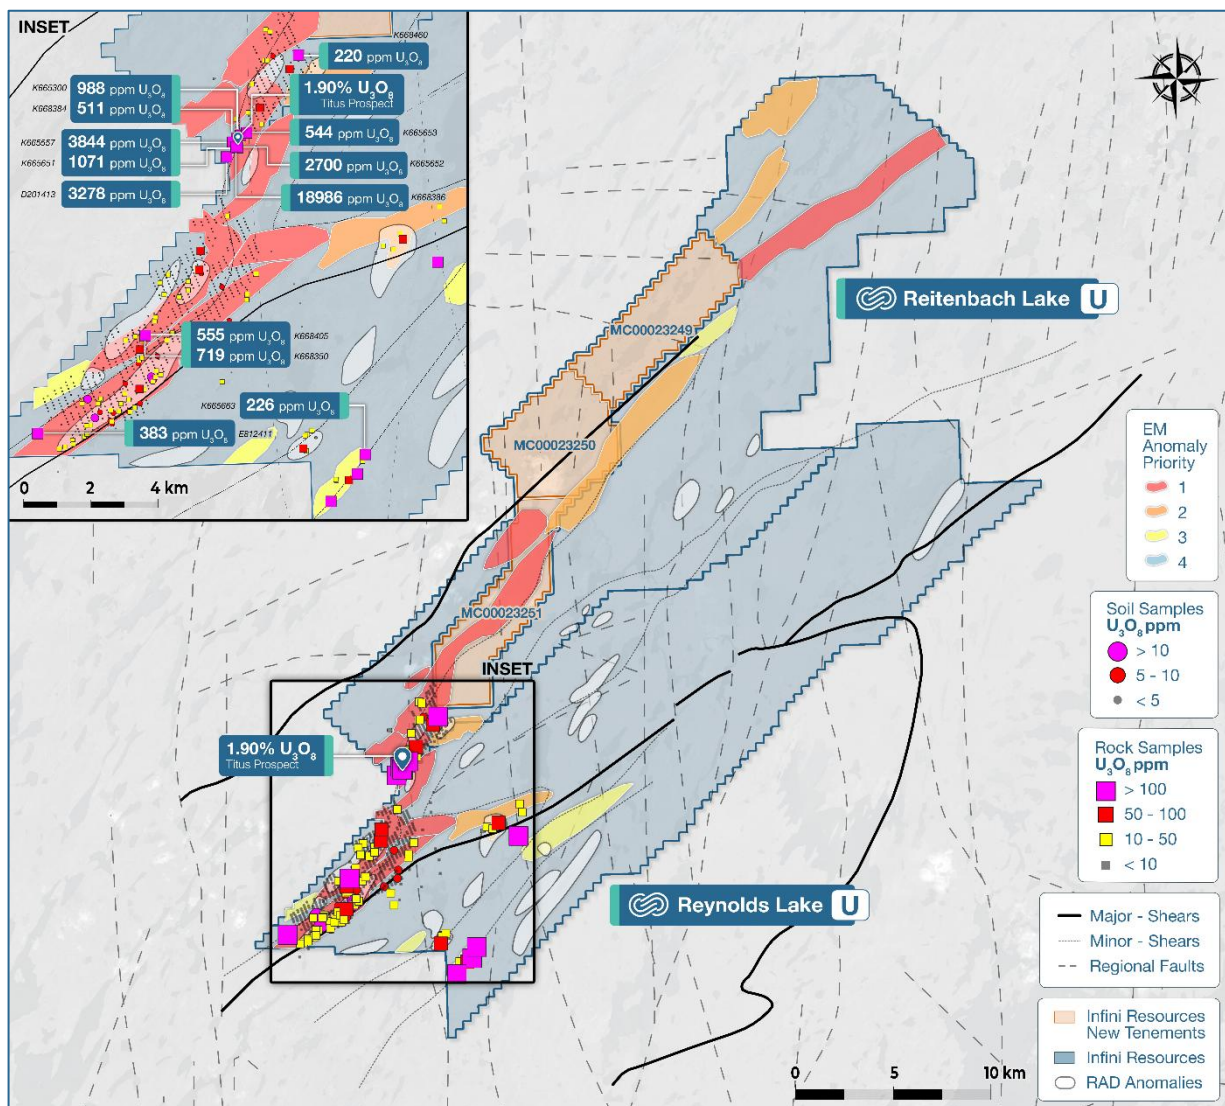 INSET
K668460
220 ppm U₃O₈
K665300
988 ppm U₃O₈
1.90% U₃O₈
Titus Prospect
K668384
511 ppm U₃O₈
544 ppm U₃O₈
K665653
K665557
3844 ppm U₃O₈
K665651
1071 ppm U₃O₈
2700 ppm U₃O₈
K665652
D201413
3278 ppm U₃O₈
18986 ppm U₃O₈
K668386
555 ppm U₃O₈
K668405
719 ppm U₃O₈
K668350
K665663
226 ppm U₃O₈
383 ppm U₃O₈
E812411
0 2 4 km
Reitenbach Lake U
MC00023249
MC00023250
MC00023251
INSET
1.90% U₃O₈
Titus Prospect
Reynolds Lake U
EM
Anomaly
Priority
1
2
3
4
Soil Samples
U₃O₈ ppm
> 10
5 - 10
< 5
Rock Samples
U₃O₈ ppm
> 100
50 - 100
10 - 50
< 10
Major - Shears
Minor - Shears
Regional Faults
Infini Resources
New Tenements
Infini Resources
RAD Anomalies
0 5 10 km